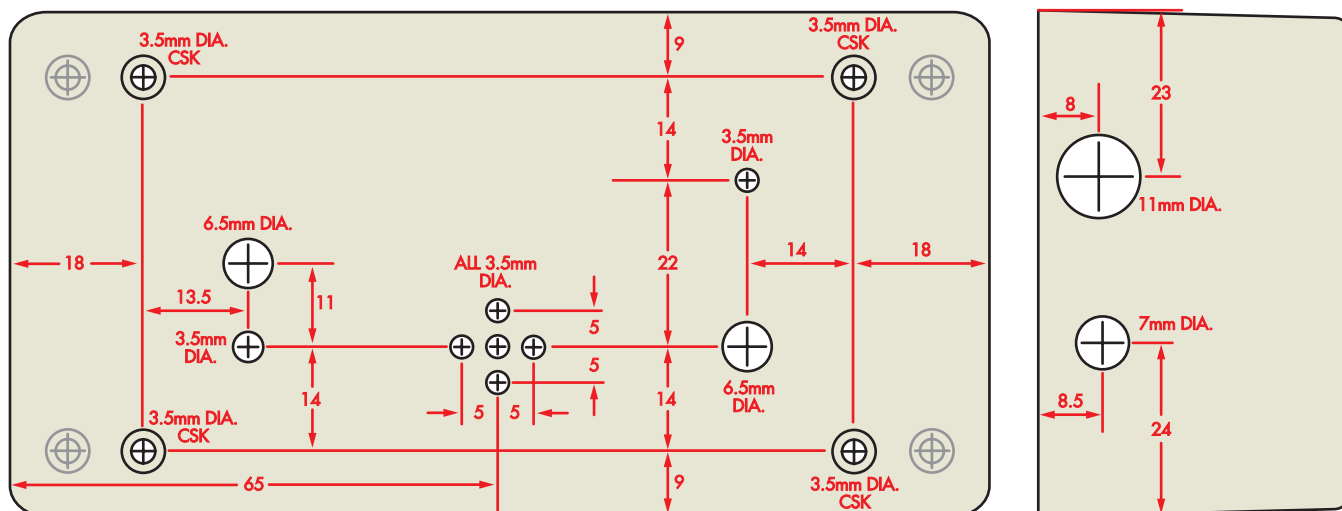 3.5mm DIA.
CSK
3.5mm DIA.
CSK
9
14
3.5mm
DIA.
6.5mm DIA.
18
13.5
11
ALL 3.5mm
DIA.
22
14
18
3.5mm
DIA.
5
5
5
5
6.5mm
DIA.
14
14
3.5mm DIA.
CSK
65
9
3.5mm DIA.
CSK
23
8
11mm DIA.
7mm DIA.
8.5
24